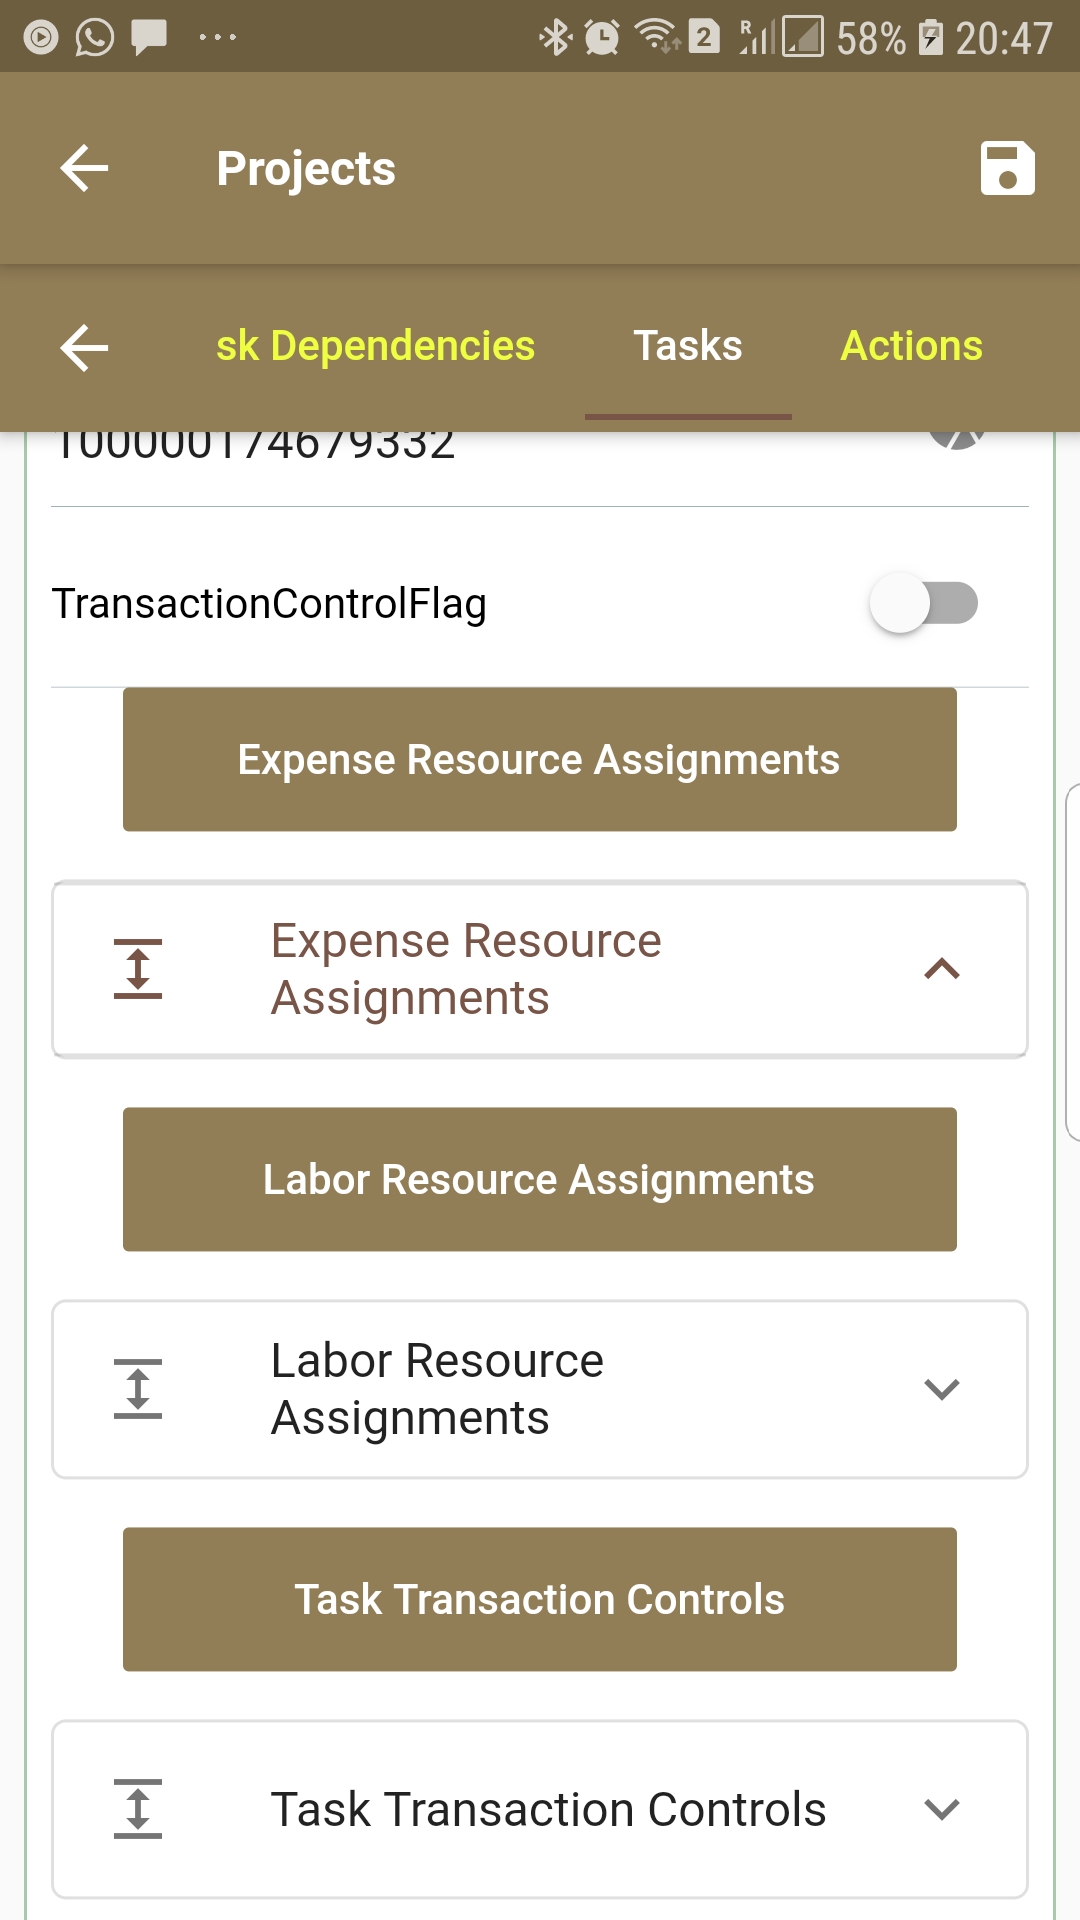 58% 20:47
Projects
sk Dependencies Tasks Actions
100000174679332
TransactionControlFlag
Expense Resource Assignments
Expense Resource
Assignments
Labor Resource Assignments
Labor Resource
Assignments
Task Transaction Controls
Task Transaction Controls